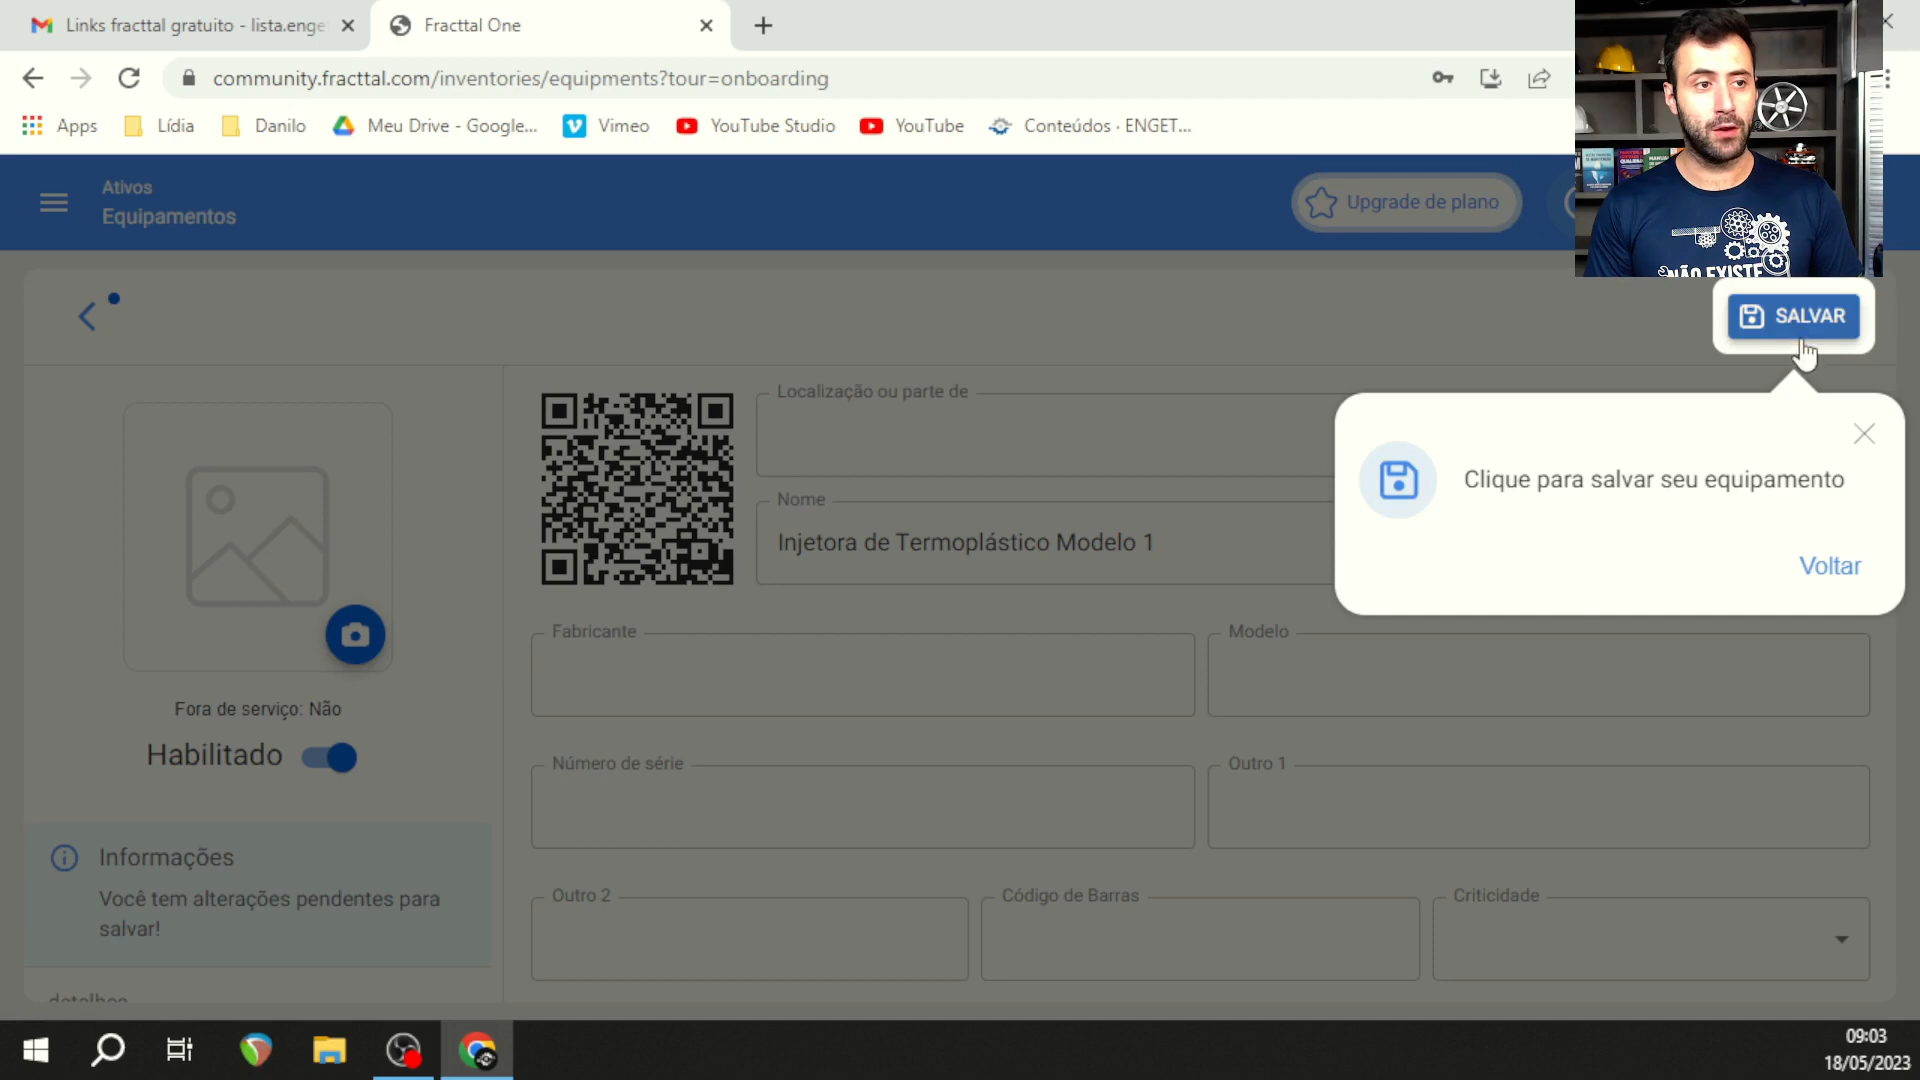 Links fracttal gratuito - lista.enge
Fracttal One
community.fracttal.com/inventories/equipments?tour=onboarding
Apps
Lídia
Danilo
Meu Drive - Google...
Vimeo
YouTube Studio
YouTube
Conteúdos · ENGET...
Ativos
Equipamentos
Upgrade de plano
NÃO EXISTE
SALVAR
Localização ou parte de
Clique para salvar seu equipamento
Voltar
Nome
Injetora de Termoplástico Modelo 1
Fabricante
Modelo
Fora de serviço: Não
Habilitado
Número de série
Outro 1
Informações
Você tem alterações pendentes para
salvar!
Outro 2
Código de Barras
Criticidade
detalhes
09:03
18/05/2023